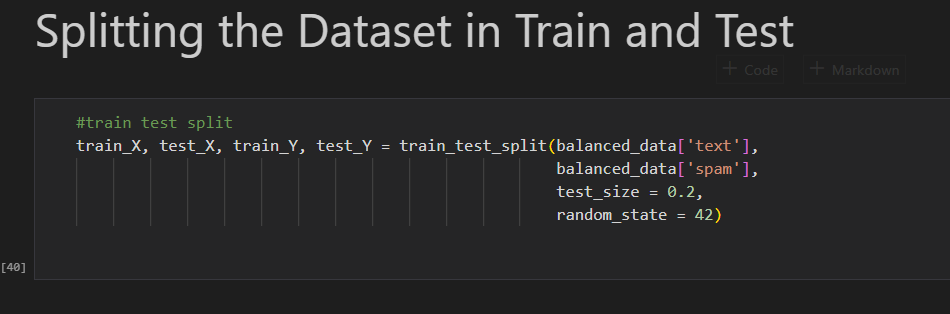 Splitting the Dataset in Train and Test
+ Code + Markdown
#train test split
train_X, test_X, train_Y, test_Y = train_test_split(balanced_data['text'],
balanced_data['spam'],
test_size = 0.2,
random_state = 42)
[40]